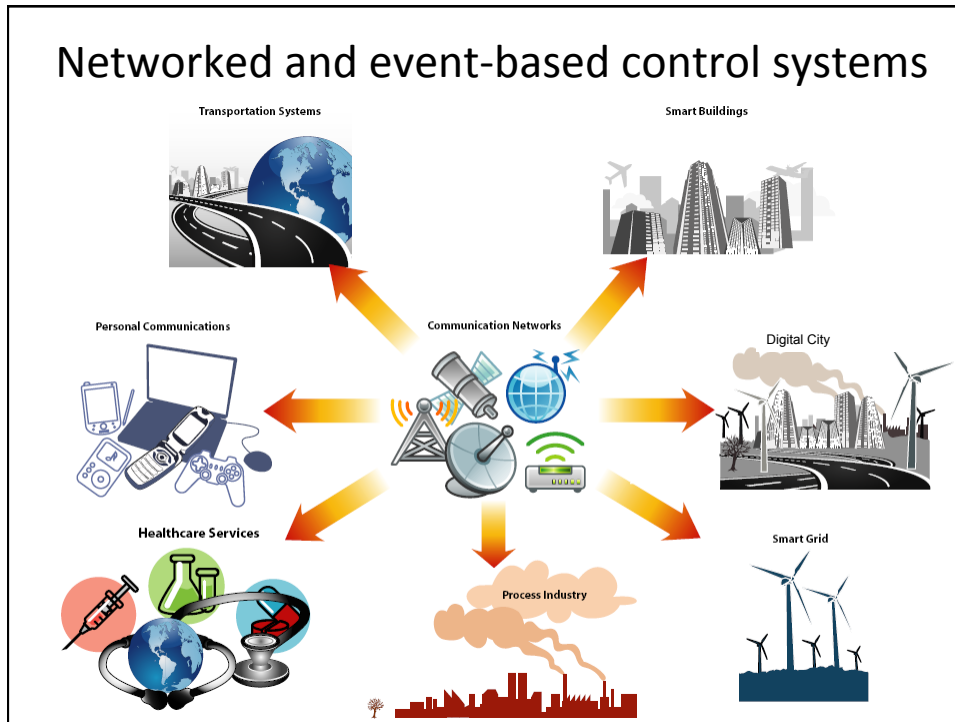 Networked and event-based control systems
Transportation Systems
Smart Buildings
Personal Communications
Communication Networks
Digital City
Healthcare Services
Process Industry
Smart Grid